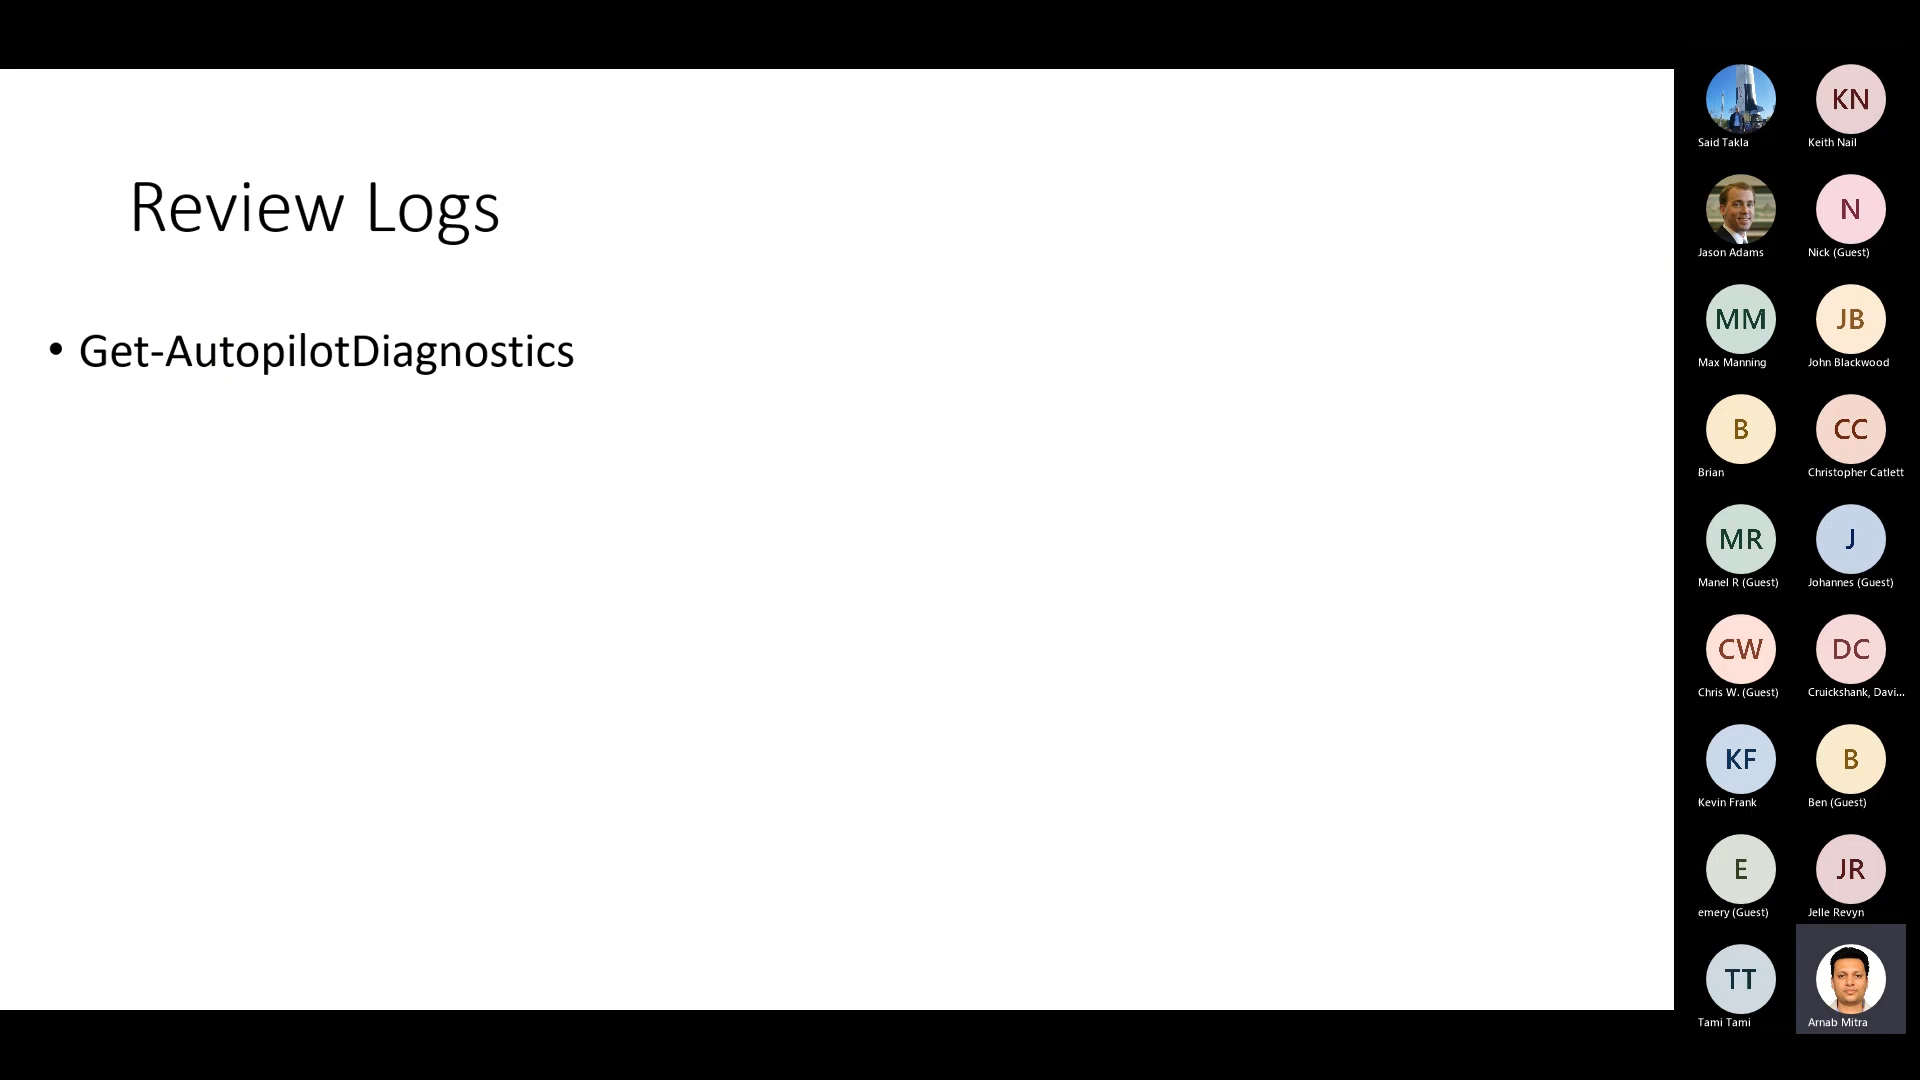 Review Logs
• Get-AutopilotDiagnostics
Said Takla
KN
Keith Nail
Jason Adams
N
Nick (Guest)
MM
Max Manning
JB
John Blackwood
B
Brian
CC
Christopher Catlett
MR
Manel R (Guest)
J
Johannes (Guest)
CW
Chris W. (Guest)
DC
Cruickshank, Davi...
KF
Kevin Frank
B
Ben (Guest)
E
emery (Guest)
JR
Jelle Revyn
TT
Tami Tami
Arnab Mitra